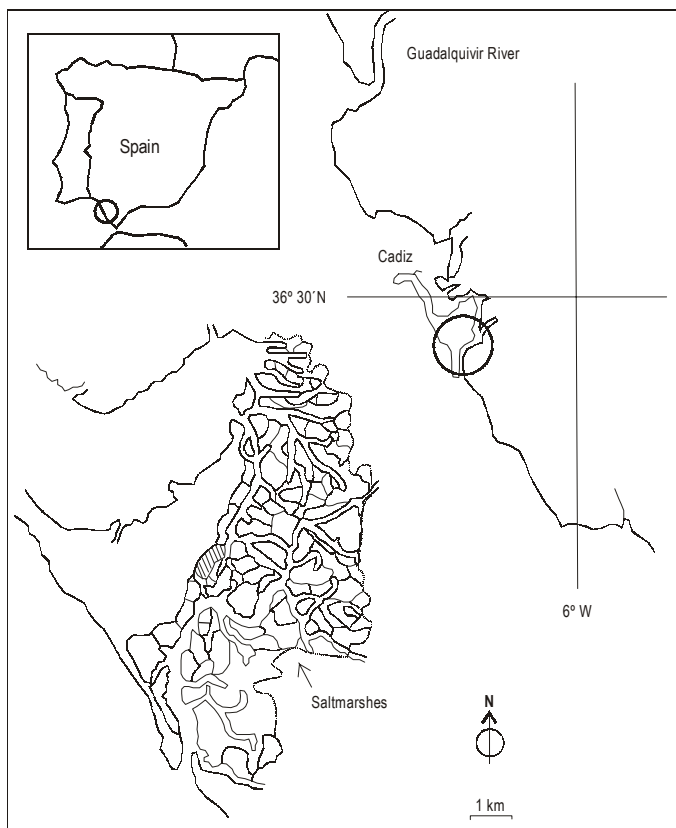 Guadalquivir River
Spain
Cadiz
36º 30´N
6º W
Saltmarshes
N
1 km